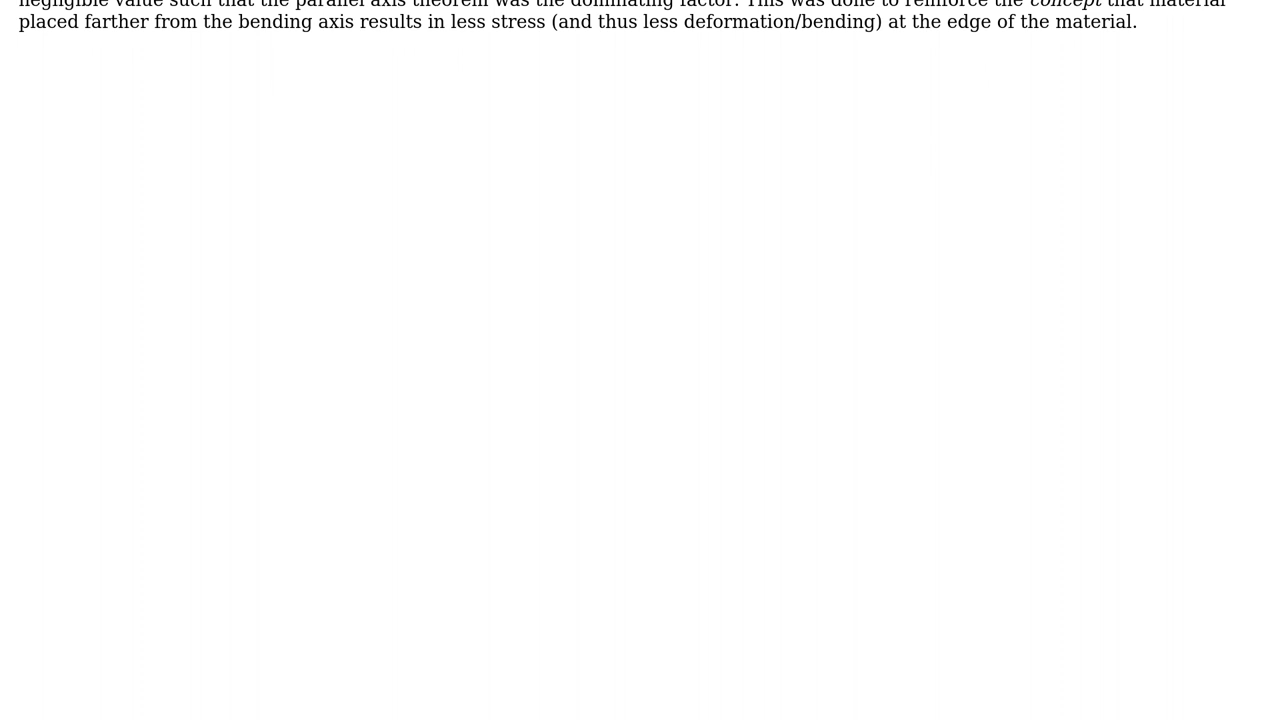 negligible value such that the parallel axis theorem was the dominating factor. This was done to reinforce the concept that material
placed farther from the bending axis results in less stress (and thus less deformation/bending) at the edge of the material.